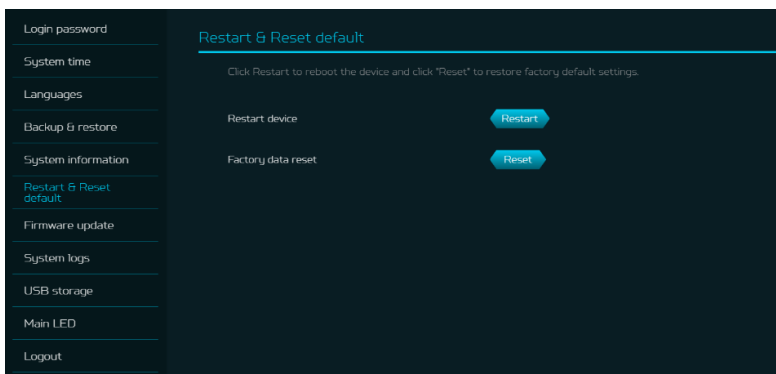 Login password
System time
Languages
Backup & restore
System information
Restart & Reset
default
Firmware update
System logs
USB storage
Main LED
Logout
Restart & Reset default
Click Restart to reboot the device and click "Reset" to restore factory default settings.
Restart device Restart
Factory data reset Reset